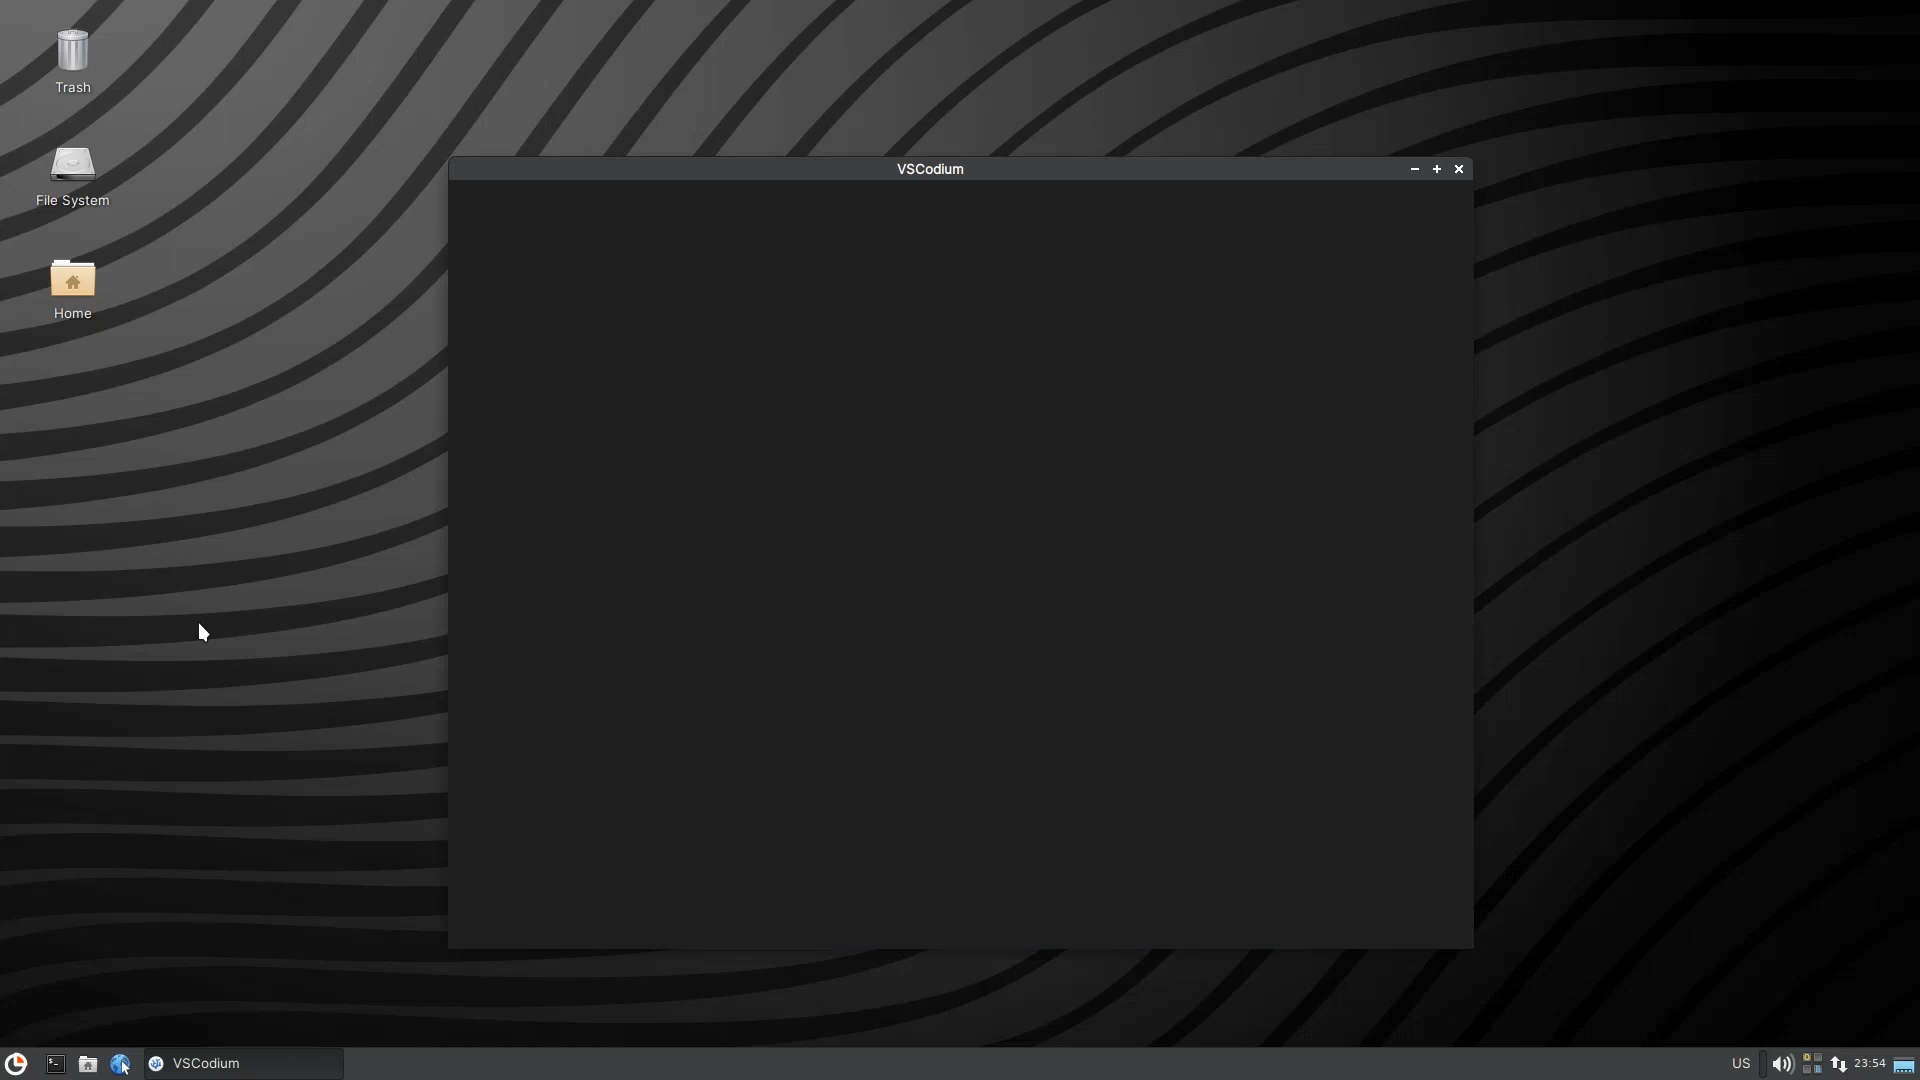 Trash
File System
Home
VSCodium
VSCodium
US
23:54